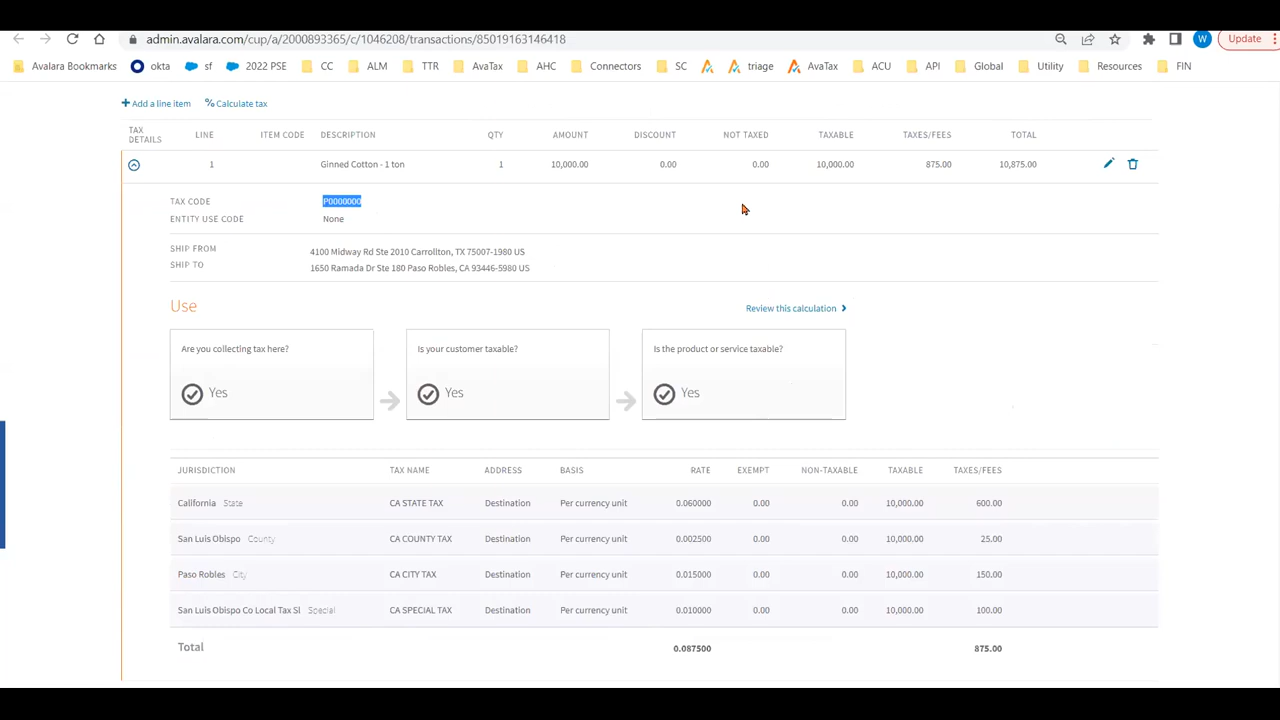 admin.avalara.com/cup/a/2000893365/c/1046208/transactions/85019163146418
W
Update
Avalara Bookmarks okta sf 2022 PSE CC ALM TTR AvaTax AHC Connectors SC triage AvaTax ACU API Global Utility Resources FIN
+ Add a line item % Calculate tax
TAX DETAILS LINE ITEM CODE DESCRIPTION QTY AMOUNT DISCOUNT NOT TAXED TAXABLE TAXES/FEES TOTAL
1 Ginned Cotton - 1 ton 1 10,000.00 0.00 0.00 10,000.00 875.00 10,875.00
TAX CODE P0000000
ENTITY USE CODE None
SHIP FROM 4100 Midway Rd Ste 2010 Carrollton, TX 75007-1980 US
SHIP TO 1650 Ramada Dr Ste 180 Paso Robles, CA 93446-5980 US
Use Review this calculation
Are you collecting tax here? Is your customer taxable? Is the product or service taxable?
Yes Yes Yes
JURISDICTION TAX NAME ADDRESS BASIS RATE EXEMPT NON-TAXABLE TAXABLE TAXES/FEES
California State CA STATE TAX Destination Per currency unit 0.060000 0.00 0.00 10,000.00 600.00
San Luis Obispo County CA COUNTY TAX Destination Per currency unit 0.002500 0.00 0.00 10,000.00 25.00
Paso Robles City CA CITY TAX Destination Per currency unit 0.015000 0.00 0.00 10,000.00 150.00
San Luis Obispo Co Local Tax Sl Special CA SPECIAL TAX Destination Per currency unit 0.010000 0.00 0.00 10,000.00 100.00
Total 0.087500 875.00